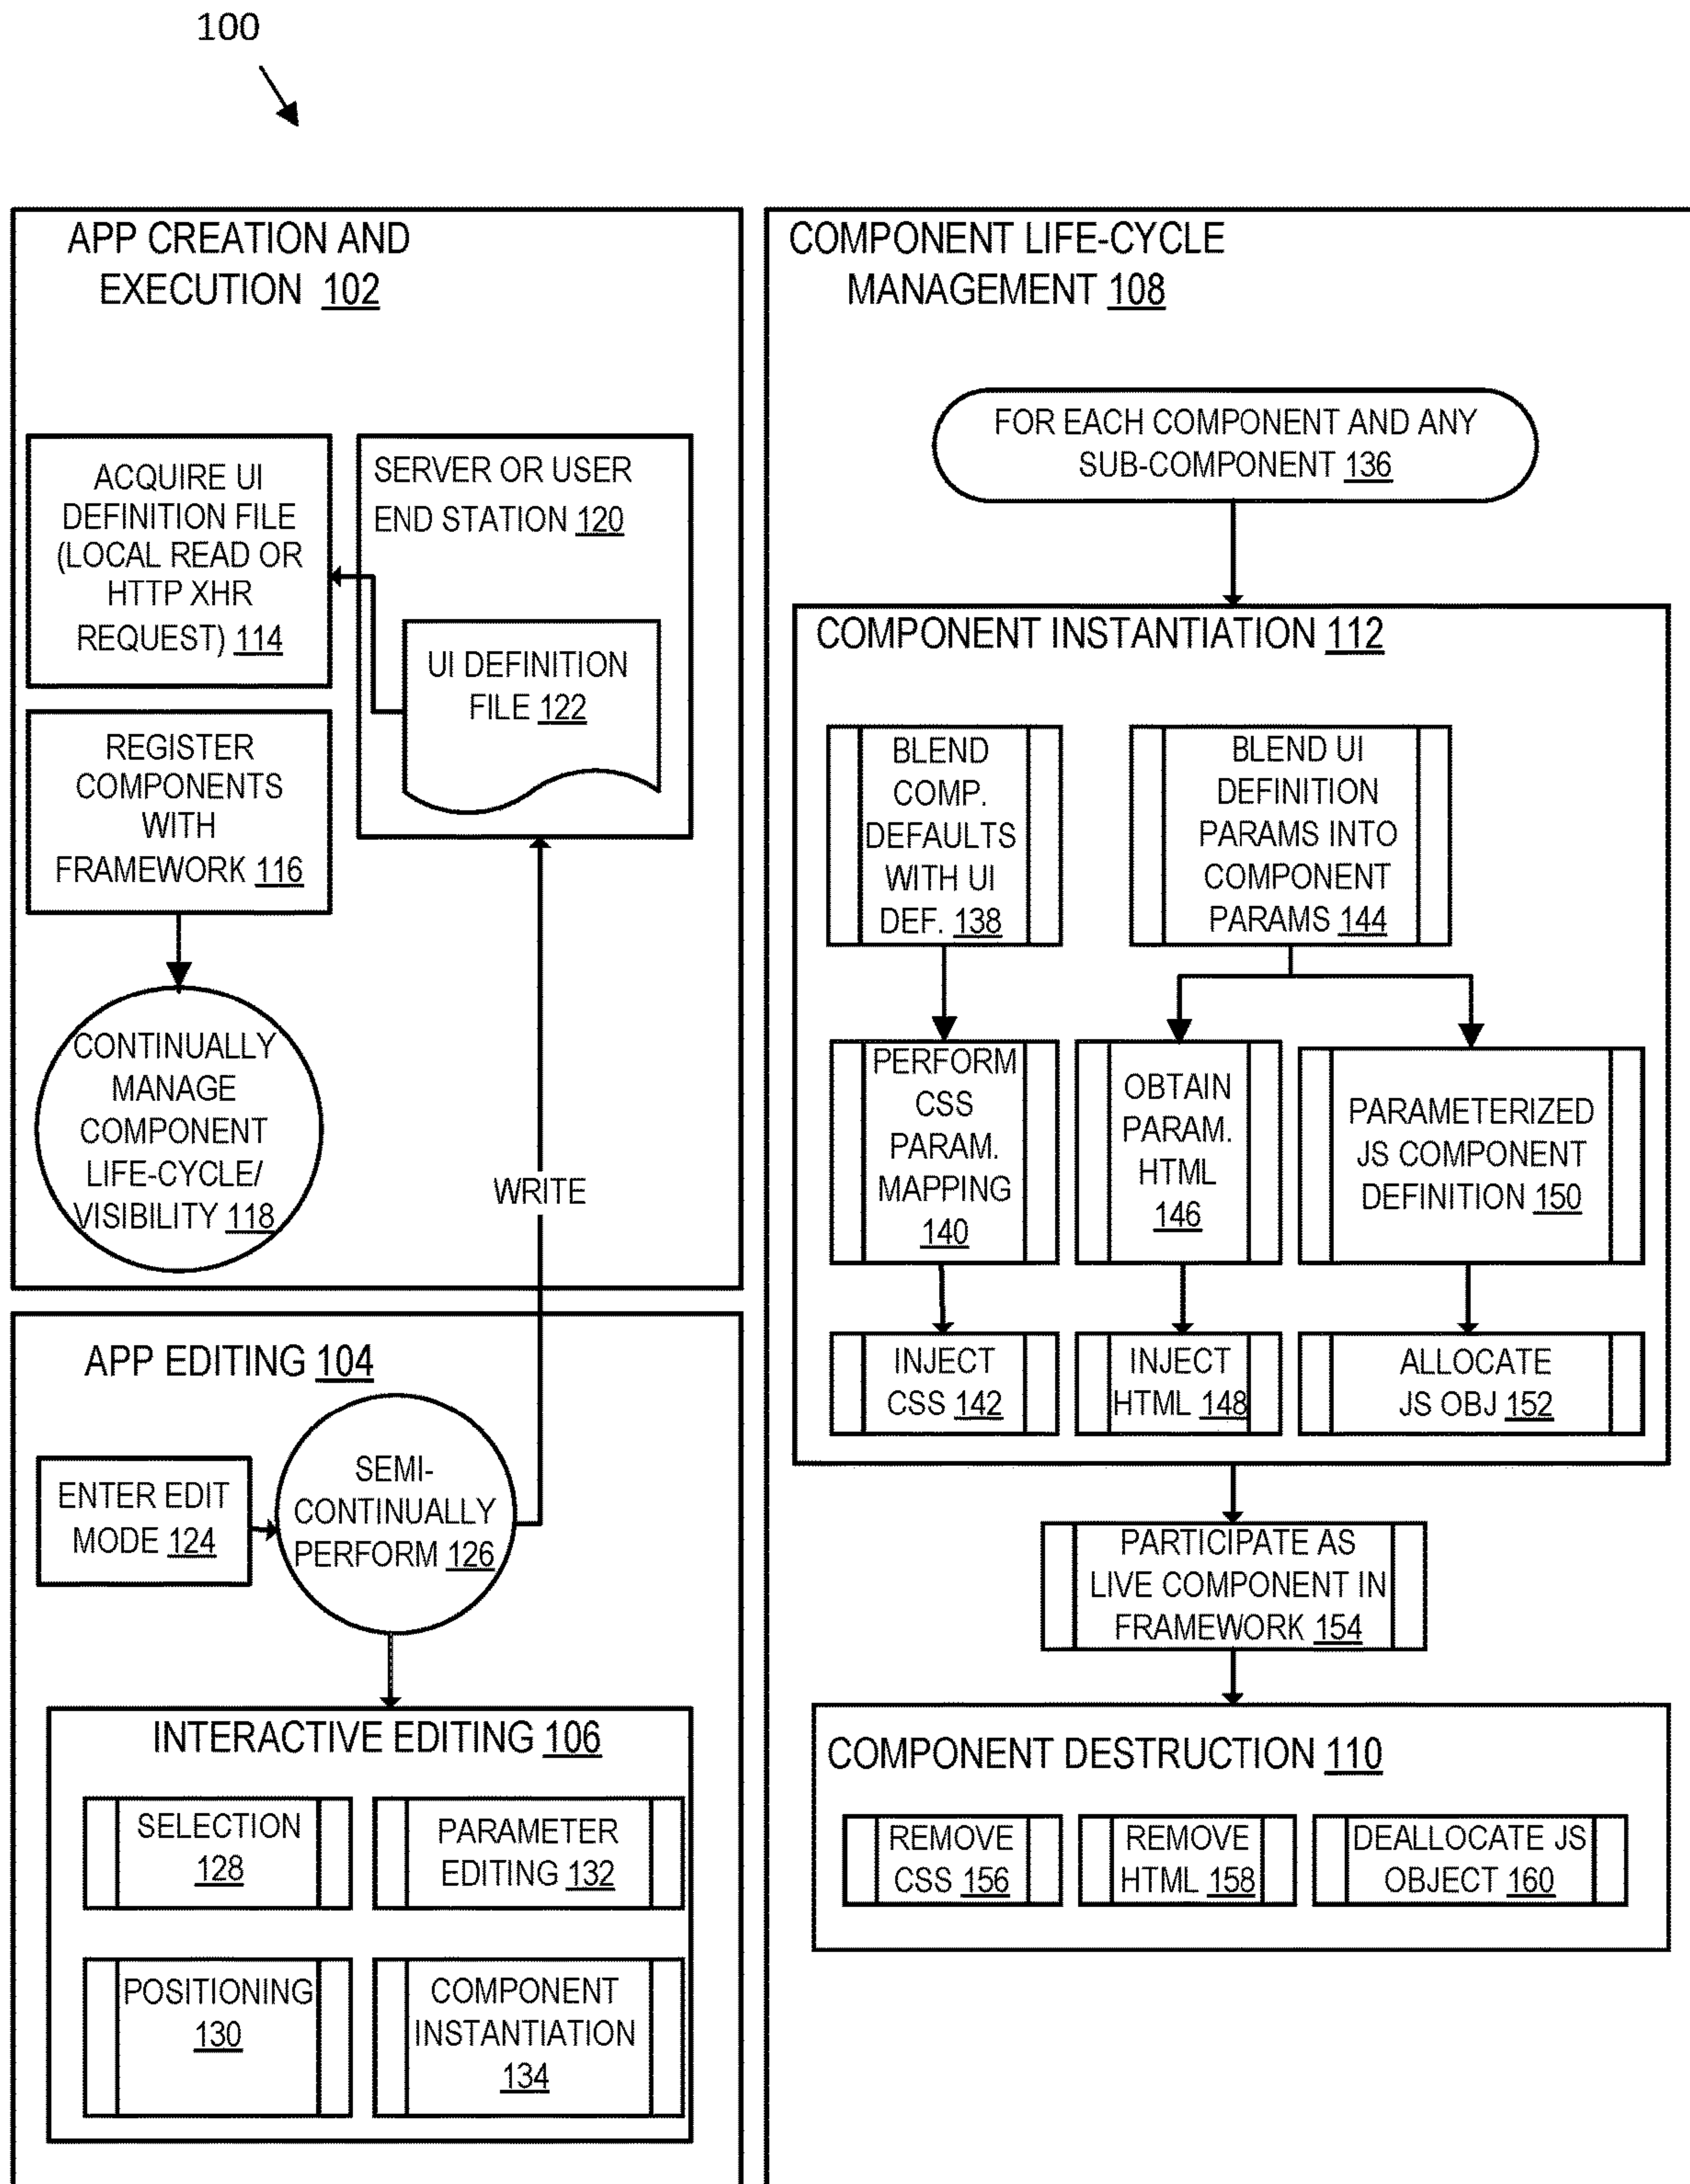 100
APP CREATION AND
EXECUTION 102
ACQUIRE UI
DEFINITION FILE
(LOCAL READ OR
HTTP XHR
REQUEST) 114
SERVER OR USER
END STATION 120
UI DEFINITION
FILE 122
REGISTER
COMPONENTS
WITH
FRAMEWORK 116
CONTINUALLY
MANAGE
COMPONENT
LIFE-CYCLE/
VISIBILITY 118
WRITE
APP EDITING 104
ENTER EDIT
MODE 124
SEMI-
CONTINUALLY
PERFORM 126
INTERACTIVE EDITING 106
SELECTION
128
PARAMETER
EDITING 132
POSITIONING
130
COMPONENT
INSTANTIATION
134
COMPONENT LIFE-CYCLE
MANAGEMENT 108
FOR EACH COMPONENT AND ANY
SUB-COMPONENT 136
COMPONENT INSTANTIATION 112
BLEND
COMP.
DEFAULTS
WITH UI
DEF. 138
BLEND UI
DEFINITION
PARAMS INTO
COMPONENT
PARAMS 144
PERFORM
CSS
PARAM.
MAPPING
140
OBTAIN
PARAM.
HTML
146
PARAMETERIZED
JS COMPONENT
DEFINITION 150
INJECT
CSS 142
INJECT
HTML 148
ALLOCATE
JS OBJ 152
PARTICIPATE AS
LIVE COMPONENT IN
FRAMEWORK 154
COMPONENT DESTRUCTION 110
REMOVE
CSS 156
REMOVE
HTML 158
DEALLOCATE JS
OBJECT 160